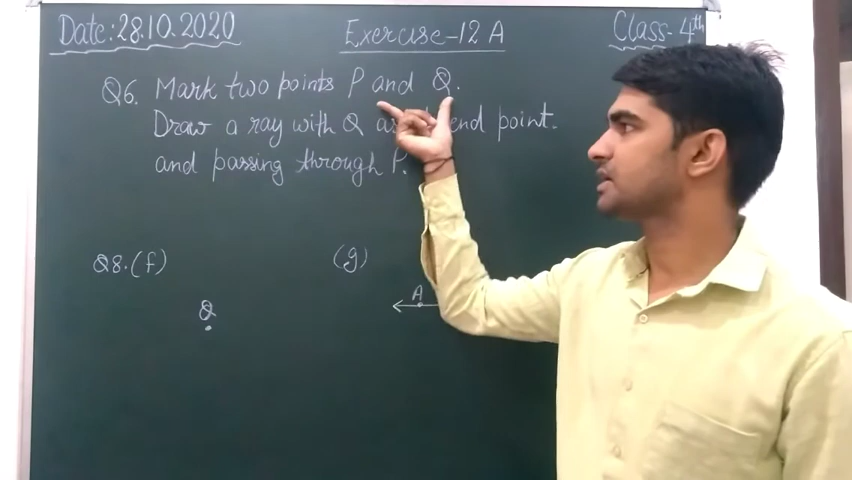 Date: 28.10.2020
Exercise-12 A
Class- 4th
Q6. Mark two points P and Q.
Draw a ray with Q as end point.
and passing through P.
Q8. (f)
(g)
Q
A